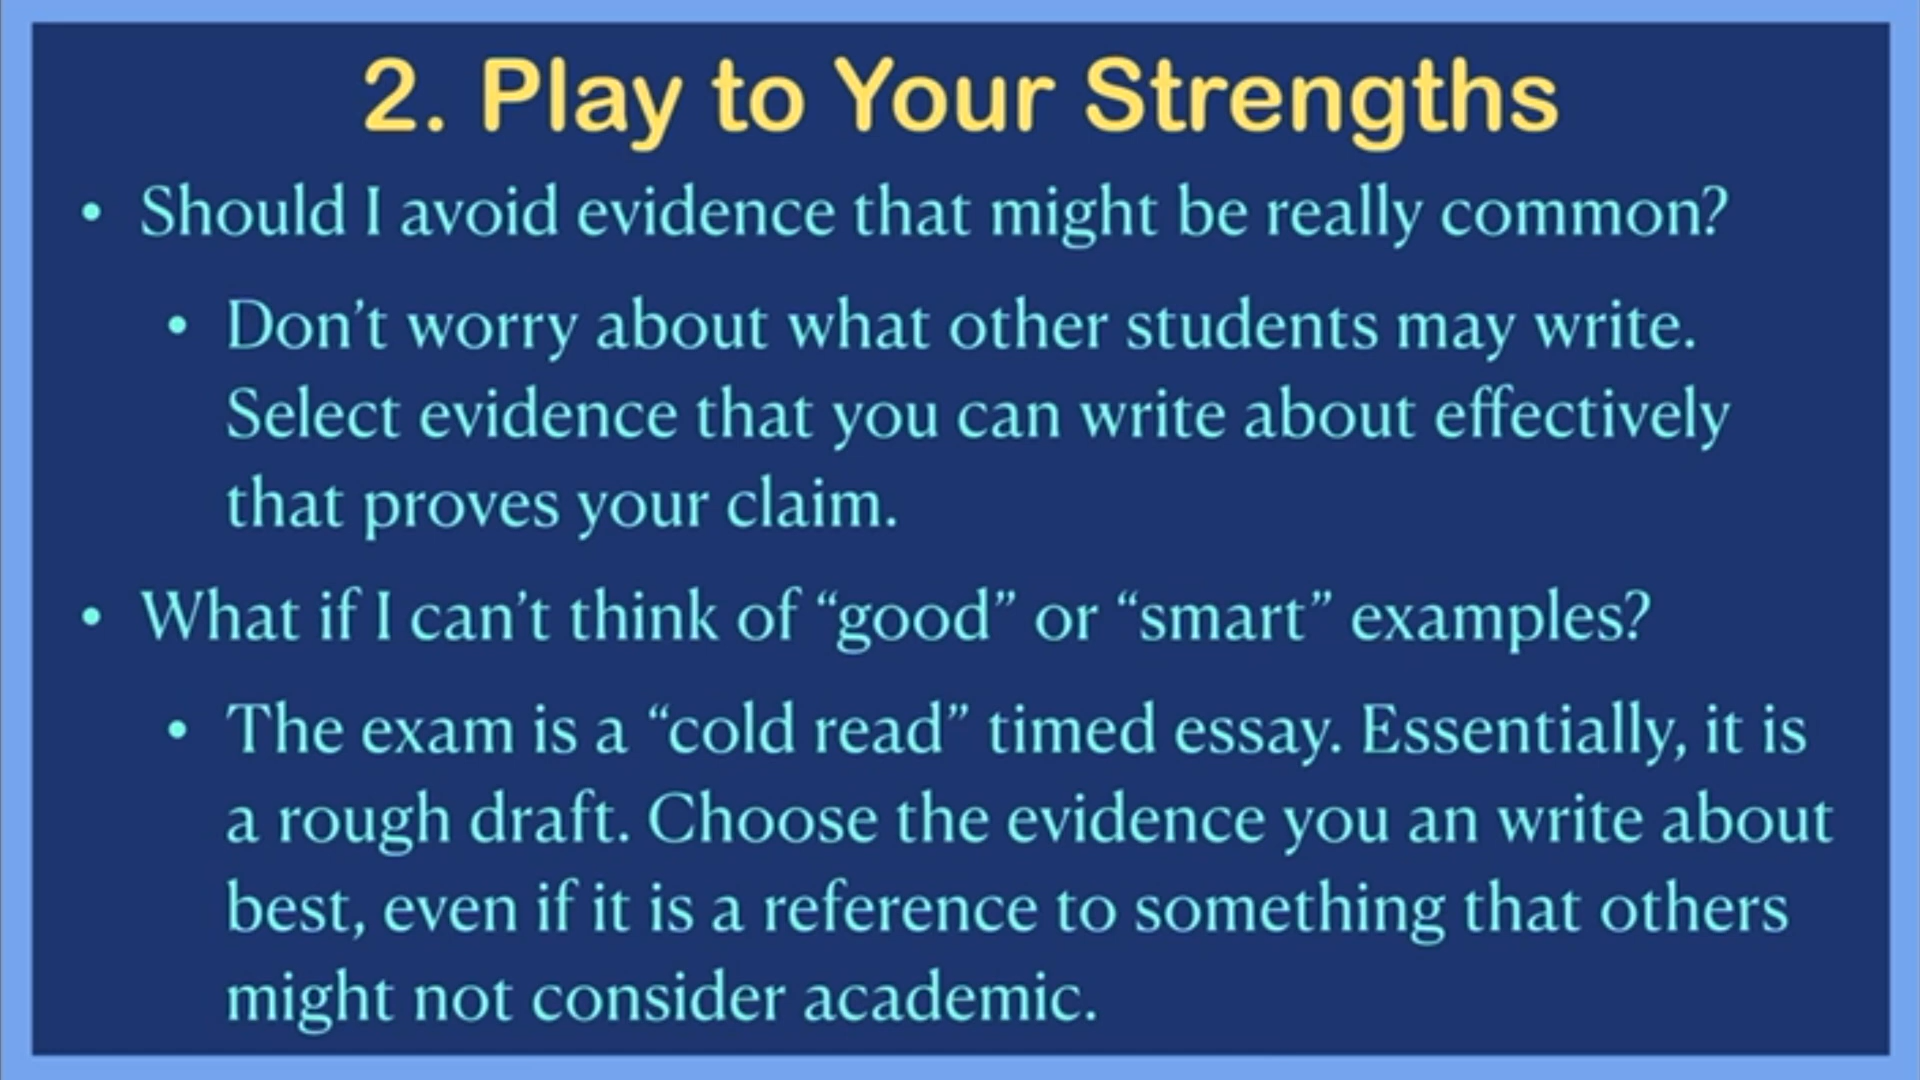 2. Play to Your Strengths
• Should I avoid evidence that might be really common?
• Don’t worry about what other students may write.
Select evidence that you can write about effectively
that proves your claim.
• What if I can’t think of “good” or “smart” examples?
• The exam is a “cold read” timed essay. Essentially, it is
a rough draft. Choose the evidence you an write about
best, even if it is a reference to something that others
might not consider academic.